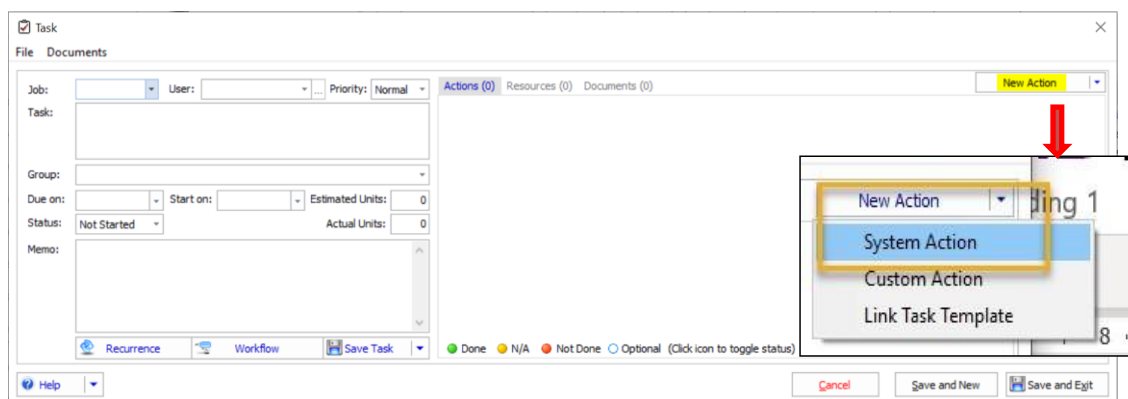 Task
File Documents
Job: User: ... Priority: Normal
Task:
Group:
Due on: Start on: Estimated Units: 0
Status: Not Started Actual Units: 0
Memo:
Recurrence Workflow Save Task
Actions (0) Resources (0) Documents (0) New Action
New Action ding 1
System Action
Custom Action
Link Task Template
8
Done N/A Not Done Optional (Click icon to toggle status)
Help Cancel Save and New Save and Exit